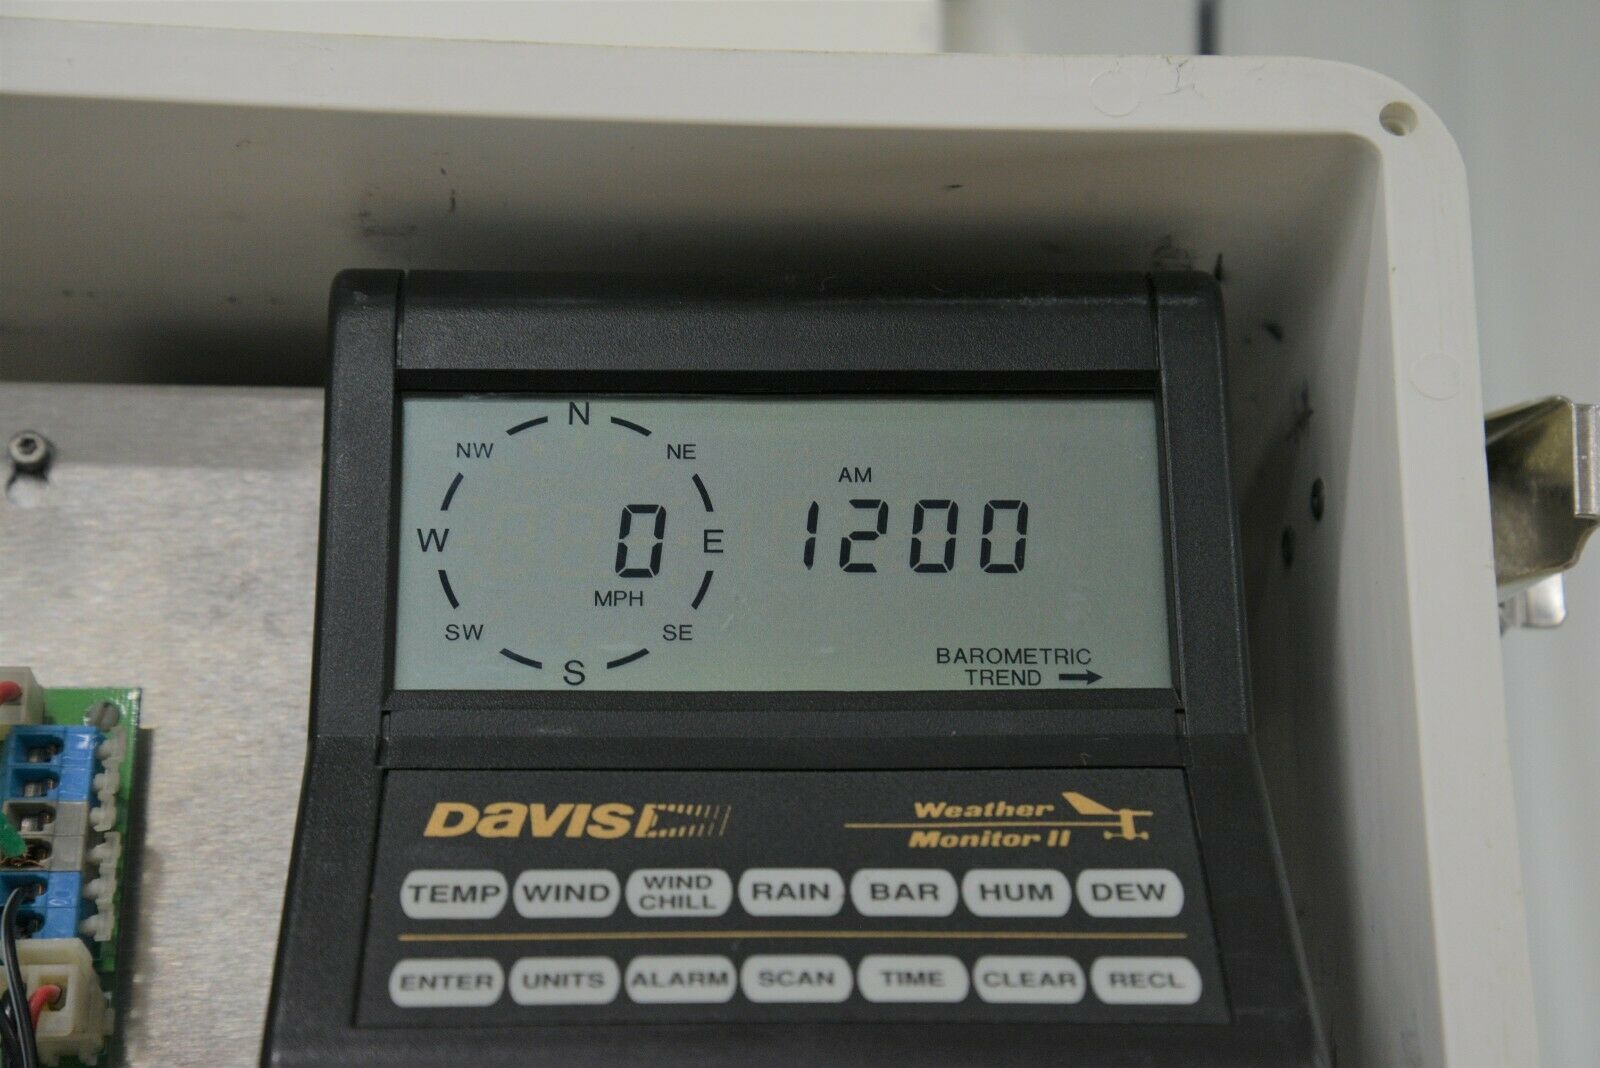 N
NW NE
AM
W 0 E 1200
MPH
SW SE
S
BAROMETRIC
TREND →
DAVIS
Weather
Monitor II
TEMP WIND WIND CHILL RAIN BAR HUM DEW
ENTER UNITS ALARM SCAN TIME CLEAR RECL